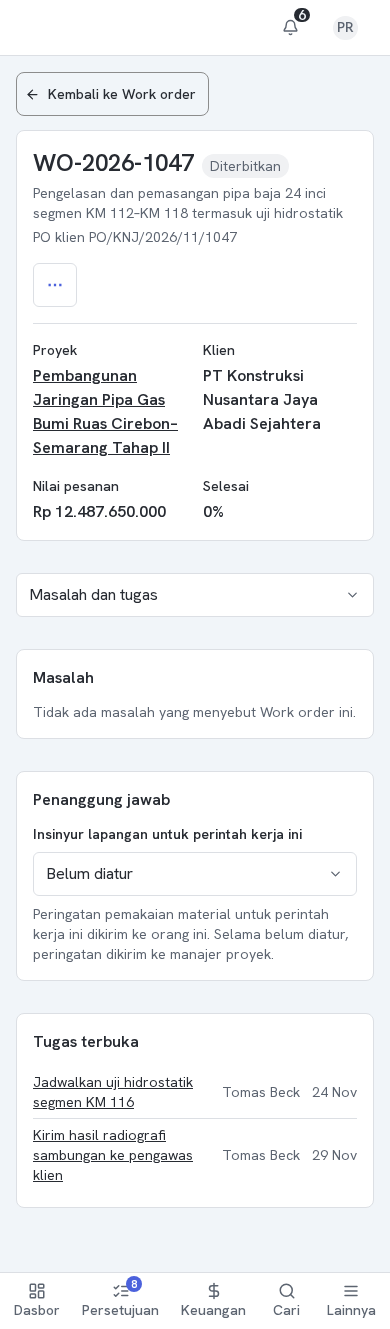 6
PR
Kembali ke Work order
WO-2026-1047 Diterbitkan
Pengelasan dan pemasangan pipa baja 24 inci
segmen KM 112–KM 118 termasuk uji hidrostatik
PO klien PO/KNJ/2026/11/1047
Proyek
Pembangunan
Jaringan Pipa Gas
Bumi Ruas Cirebon–
Semarang Tahap II
Klien
PT Konstruksi
Nusantara Jaya
Abadi Sejahtera
Nilai pesanan
Rp 12.487.650.000
Selesai
0%
Masalah dan tugas
Masalah
Tidak ada masalah yang menyebut Work order ini.
Penanggung jawab
Insinyur lapangan untuk perintah kerja ini
Belum diatur
Peringatan pemakaian material untuk perintah
kerja ini dikirim ke orang ini. Selama belum diatur,
peringatan dikirim ke manajer proyek.
Tugas terbuka
Jadwalkan uji hidrostatik
segmen KM 116
Tomas Beck 24 Nov
Kirim hasil radiografi
sambungan ke pengawas
klien
Tomas Beck 29 Nov
Dasbor
8
Persetujuan
Keuangan
Cari
Lainnya